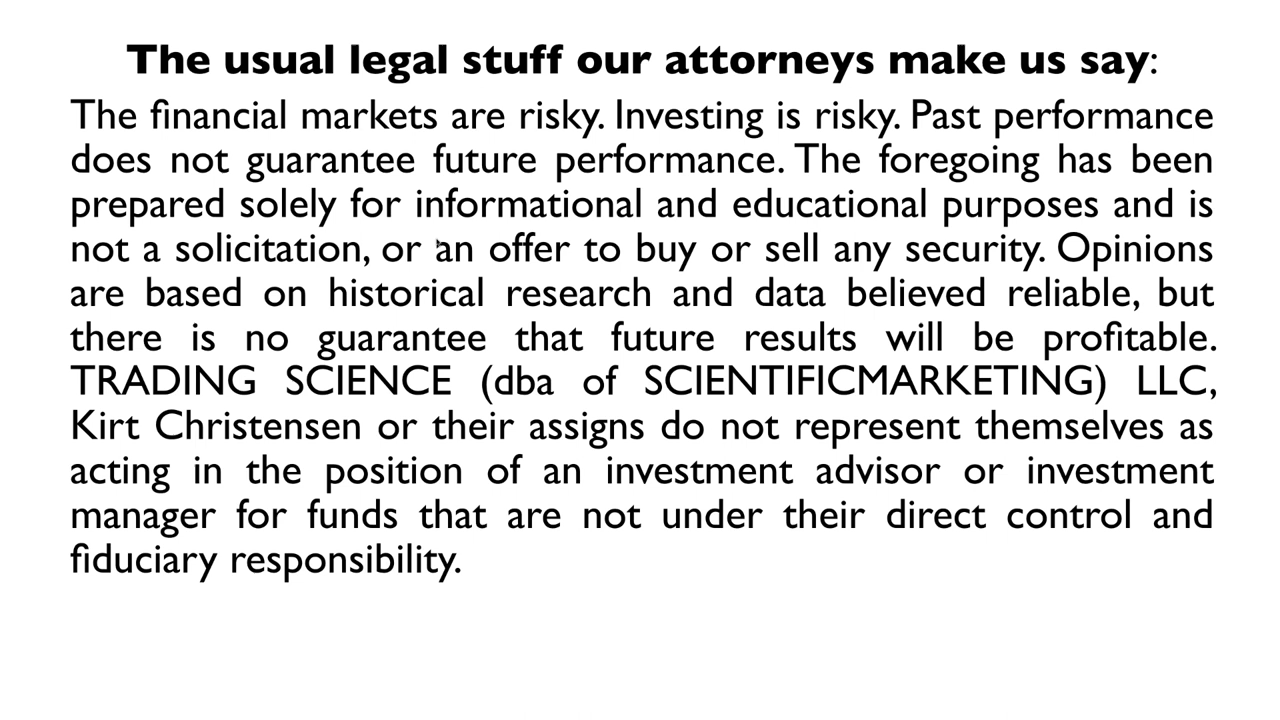 The usual legal stuff our attorneys make us say:
The financial markets are risky. Investing is risky. Past performance
does not guarantee future performance. The foregoing has been
prepared solely for informational and educational purposes and is
not a solicitation, or an offer to buy or sell any security. Opinions
are based on historical research and data believed reliable, but
there is no guarantee that future results will be profitable.
TRADING SCIENCE (dba of SCIENTIFICMARKETING) LLC,
Kirt Christensen or their assigns do not represent themselves as
acting in the position of an investment advisor or investment
manager for funds that are not under their direct control and
fiduciary responsibility.